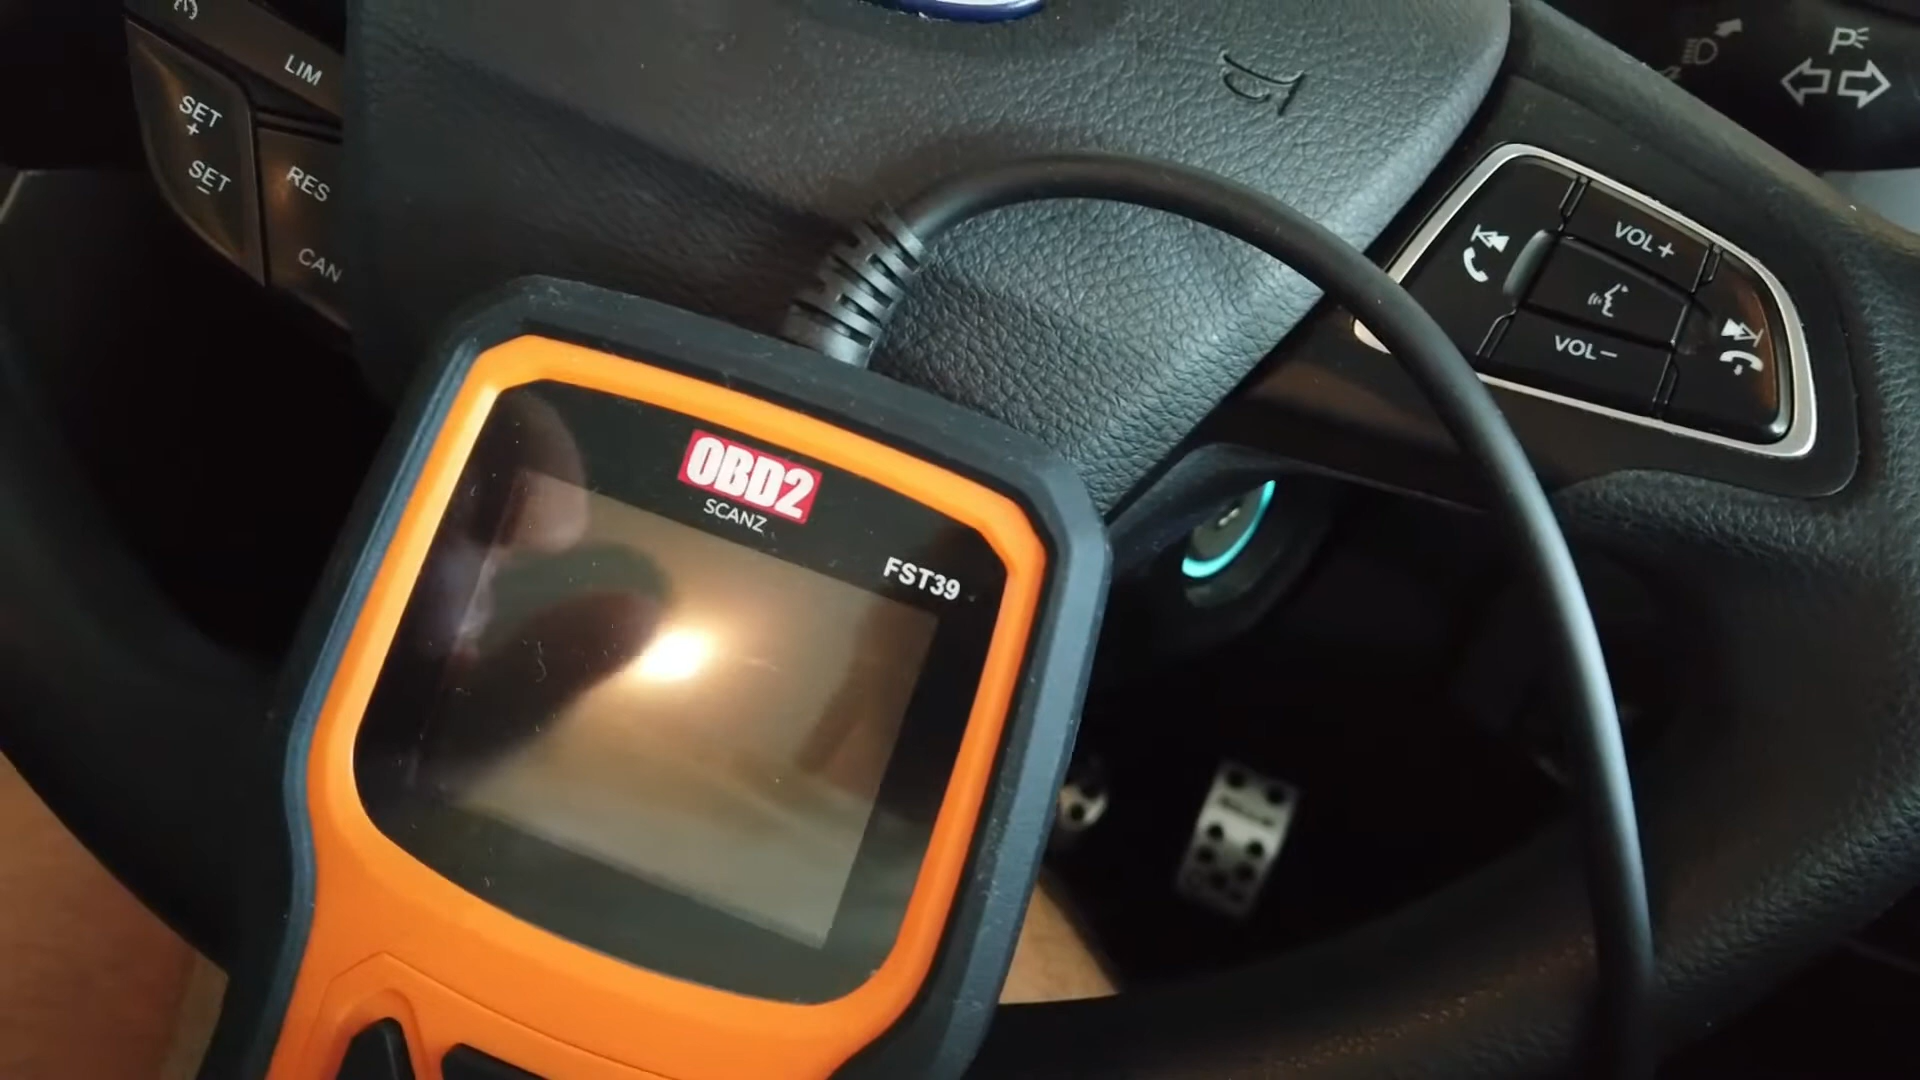 LIM
SET
+
SET
-
RES
CAN
VOL+
VOL-
OBD2
SCANZ
FST39